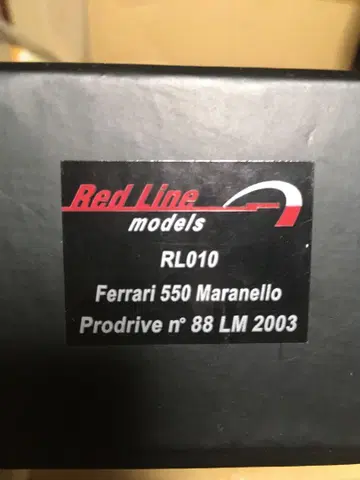 Red Line
models
RL010
Ferrari 550 Maranello
Prodrive n° 88 LM 2003